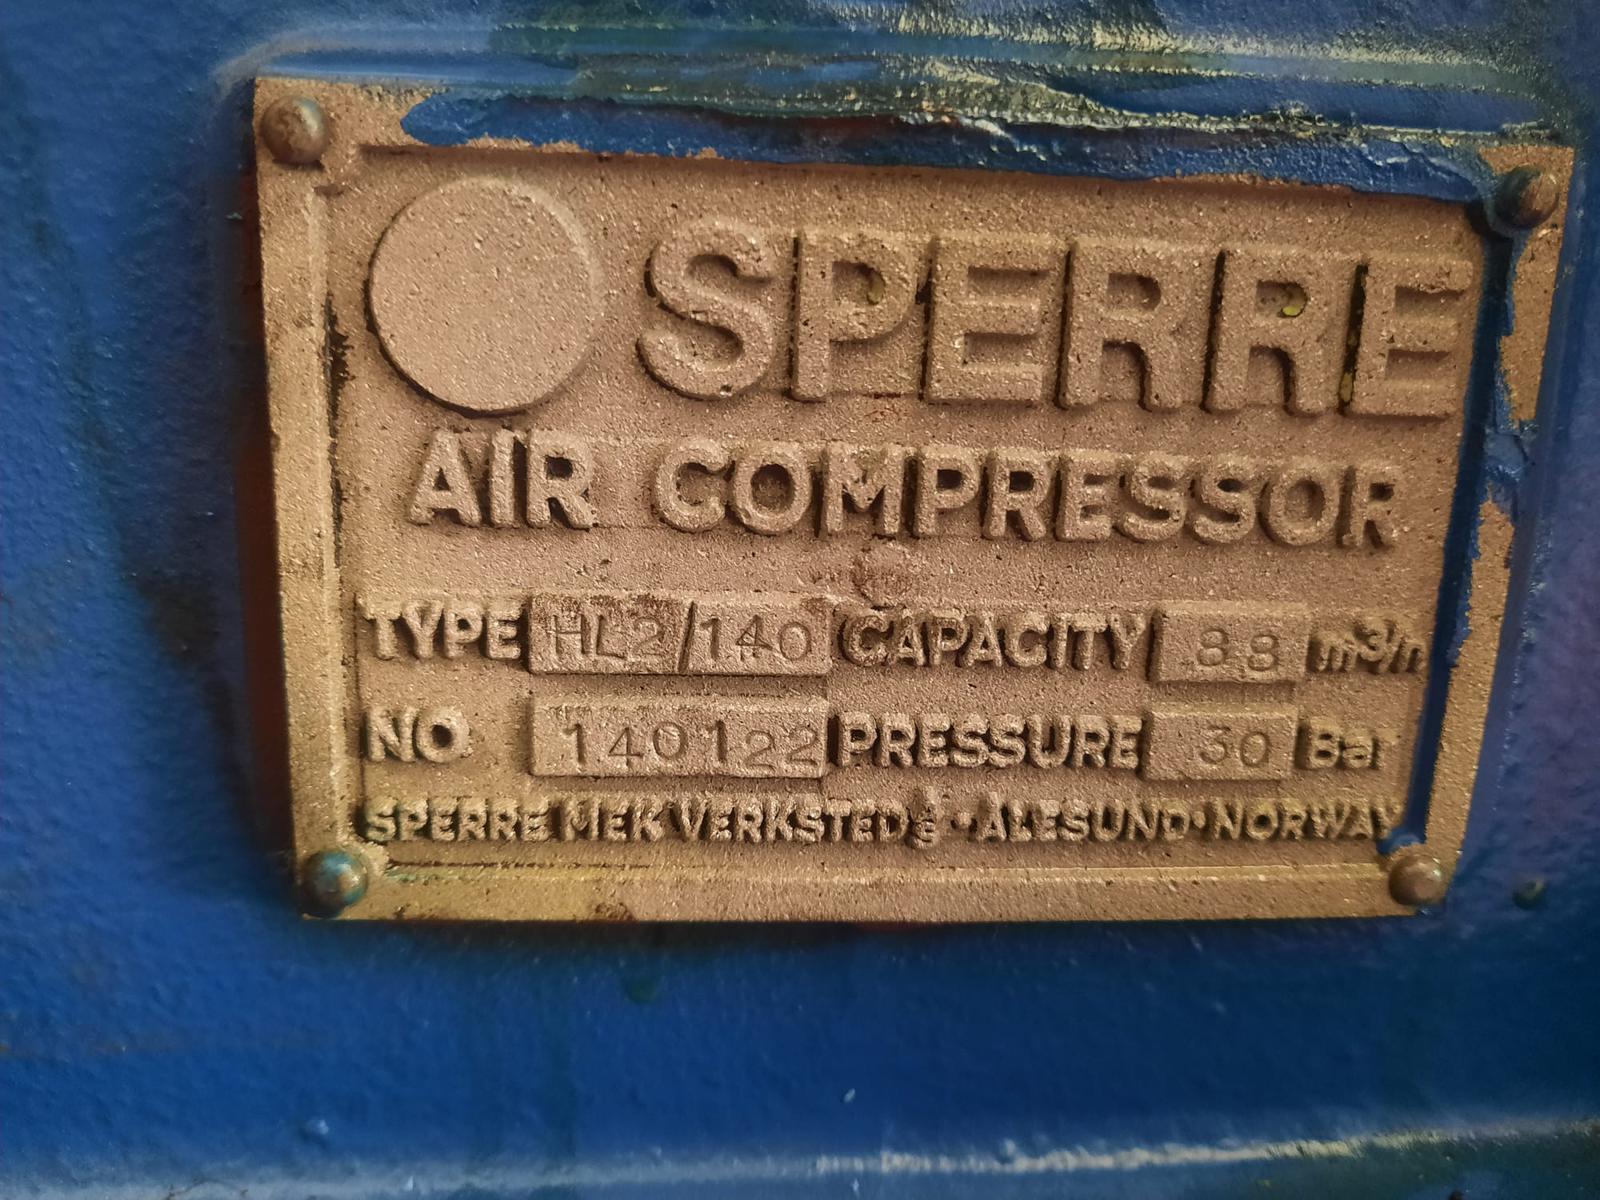 SPERRE
AIR COMPRESSOR
TYPE HL2/140 CAPACITY 88 m³/h
NO 140122 PRESSURE 30 Bar
SPERRE MEK VERKSTED A/S • ÅLESUND • NORWAY